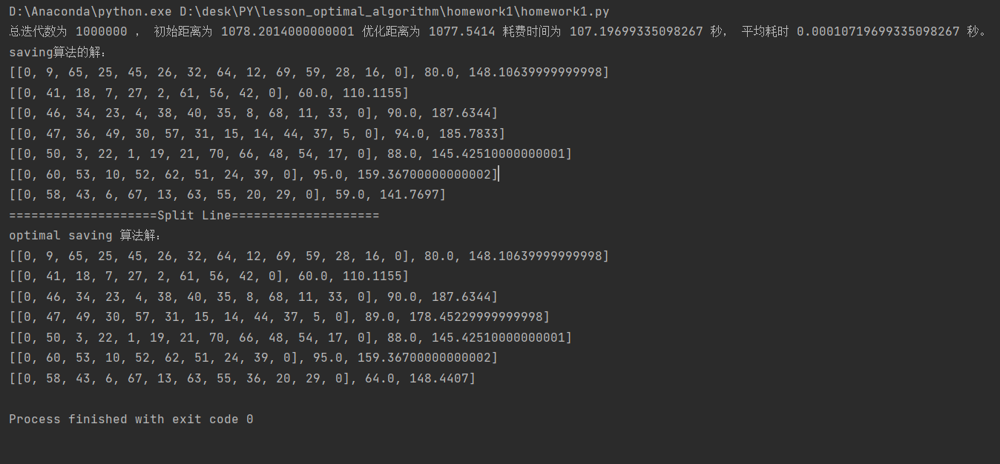 D:\Anaconda\python.exe D:\desk\PY\lesson_optimal_algorithm\homework1\homework1.py
总迭代数为 1000000 ， 初始距离为 1078.2014000000001 优化距离为 1077.5414 耗费时间为 107.19699335098267 秒， 平均耗时 0.00010719699335098267 秒。
saving算法的解：
[[0, 9, 65, 25, 45, 26, 32, 64, 12, 69, 59, 28, 16, 0], 80.0, 148.10639999999998]
[[0, 41, 18, 7, 27, 2, 61, 56, 42, 0], 60.0, 110.1155]
[[0, 46, 34, 23, 4, 38, 40, 35, 8, 68, 11, 33, 0], 90.0, 187.6344]
[[0, 47, 36, 49, 30, 57, 31, 15, 14, 44, 37, 5, 0], 94.0, 185.7833]
[[0, 50, 3, 22, 1, 19, 21, 70, 66, 48, 54, 17, 0], 88.0, 145.42510000000001]
[[0, 60, 53, 10, 52, 62, 51, 24, 39, 0], 95.0, 159.36700000000002]
[[0, 58, 43, 6, 67, 13, 63, 55, 20, 29, 0], 59.0, 141.7697]
====================Split Line====================
optimal saving 算法解：
[[0, 9, 65, 25, 45, 26, 32, 64, 12, 69, 59, 28, 16, 0], 80.0, 148.10639999999998]
[[0, 41, 18, 7, 27, 2, 61, 56, 42, 0], 60.0, 110.1155]
[[0, 46, 34, 23, 4, 38, 40, 35, 8, 68, 11, 33, 0], 90.0, 187.6344]
[[0, 47, 49, 30, 57, 31, 15, 14, 44, 37, 5, 0], 89.0, 178.45229999999998]
[[0, 50, 3, 22, 1, 19, 21, 70, 66, 48, 54, 17, 0], 88.0, 145.42510000000001]
[[0, 60, 53, 10, 52, 62, 51, 24, 39, 0], 95.0, 159.36700000000002]
[[0, 58, 43, 6, 67, 13, 63, 55, 36, 20, 29, 0], 64.0, 148.4407]
Process finished with exit code 0